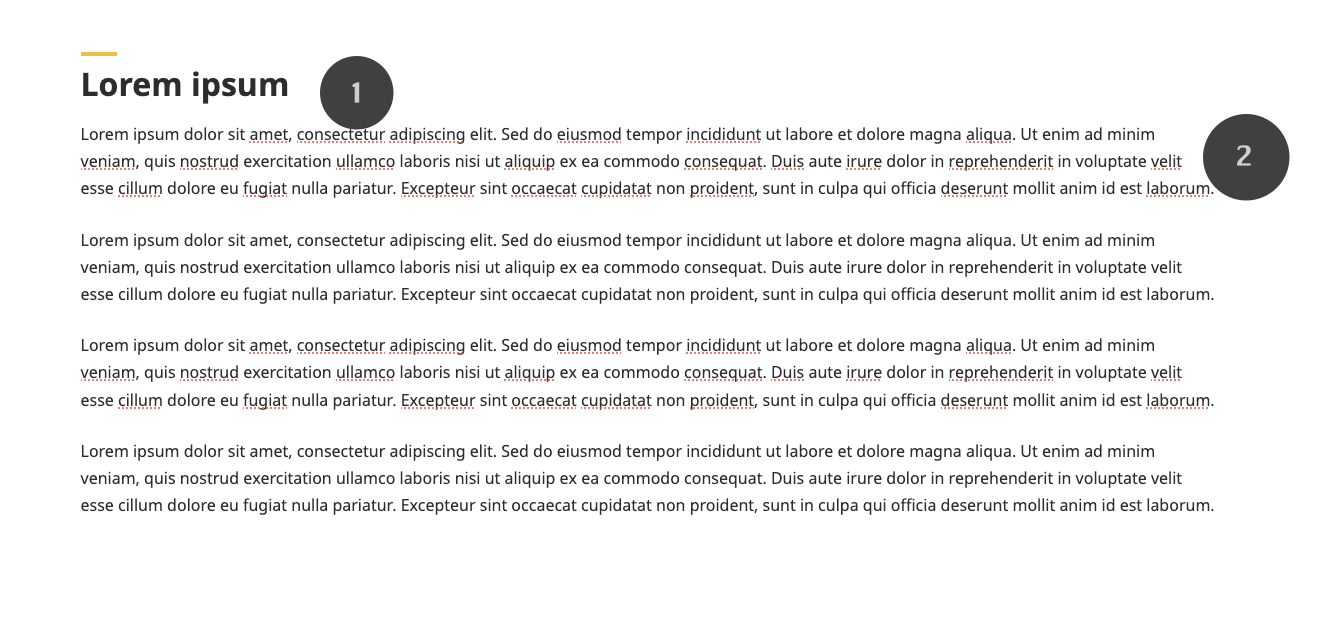 Lorem ipsum
1
Lorem ipsum dolor sit amet, consectetur adipiscing elit. Sed do eiusmod tempor incididunt ut labore et dolore magna aliqua. Ut enim ad minim
veniam, quis nostrud exercitation ullamco laboris nisi ut aliquip ex ea commodo consequat. Duis aute irure dolor in reprehenderit in voluptate velit
2
esse cillum dolore eu fugiat nulla pariatur. Excepteur sint occaecat cupidatat non proident, sunt in culpa qui officia deserunt mollit anim id est laborum.
Lorem ipsum dolor sit amet, consectetur adipiscing elit. Sed do eiusmod tempor incididunt ut labore et dolore magna aliqua. Ut enim ad minim
veniam, quis nostrud exercitation ullamco laboris nisi ut aliquip ex ea commodo consequat. Duis aute irure dolor in reprehenderit in voluptate velit
esse cillum dolore eu fugiat nulla pariatur. Excepteur sint occaecat cupidatat non proident, sunt in culpa qui officia deserunt mollit anim id est laborum.
Lorem ipsum dolor sit amet, consectetur adipiscing elit. Sed do eiusmod tempor incididunt ut labore et dolore magna aliqua. Ut enim ad minim
veniam, quis nostrud exercitation ullamco laboris nisi ut aliquip ex ea commodo consequat. Duis aute irure dolor in reprehenderit in voluptate velit
esse cillum dolore eu fugiat nulla pariatur. Excepteur sint occaecat cupidatat non proident, sunt in culpa qui officia deserunt mollit anim id est laborum.
Lorem ipsum dolor sit amet, consectetur adipiscing elit. Sed do eiusmod tempor incididunt ut labore et dolore magna aliqua. Ut enim ad minim
veniam, quis nostrud exercitation ullamco laboris nisi ut aliquip ex ea commodo consequat. Duis aute irure dolor in reprehenderit in voluptate velit
esse cillum dolore eu fugiat nulla pariatur. Excepteur sint occaecat cupidatat non proident, sunt in culpa qui officia deserunt mollit anim id est laborum.